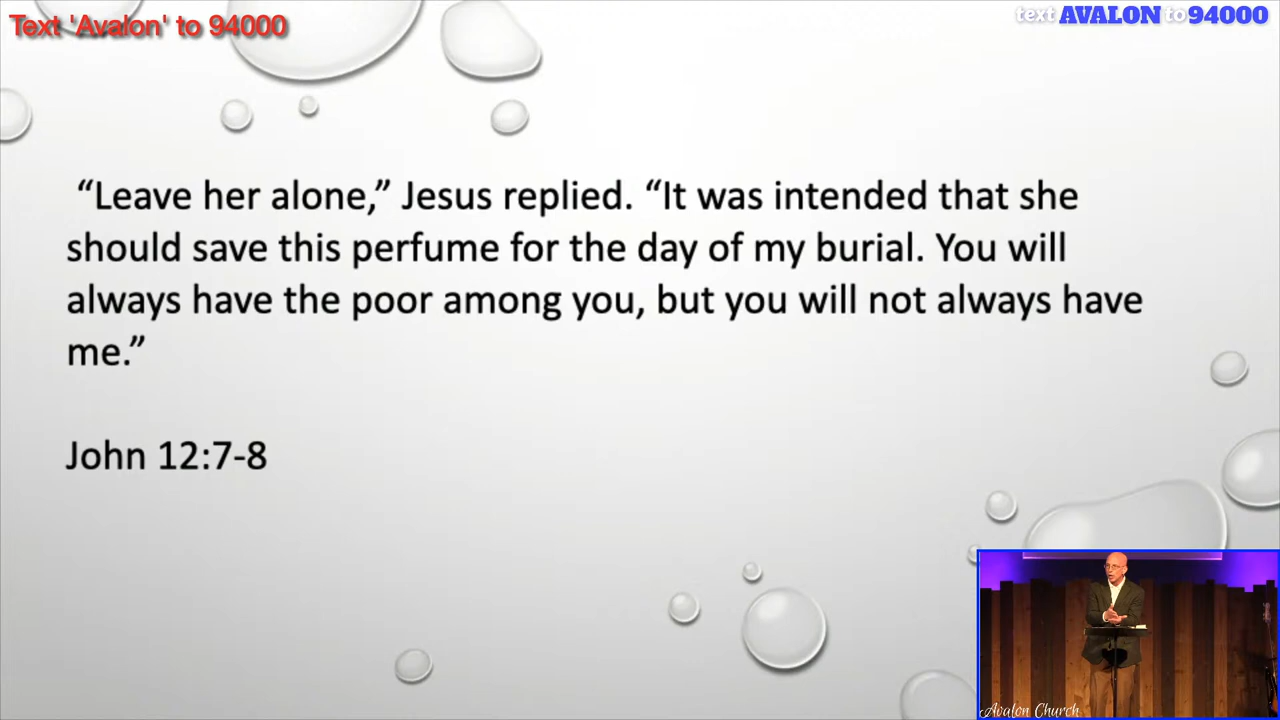 Text 'Avalon' to 94000
text AVALON to 94000
“Leave her alone,” Jesus replied. “It was intended that she
should save this perfume for the day of my burial. You will
always have the poor among you, but you will not always have
me.”
John 12:7-8
Avalon Church